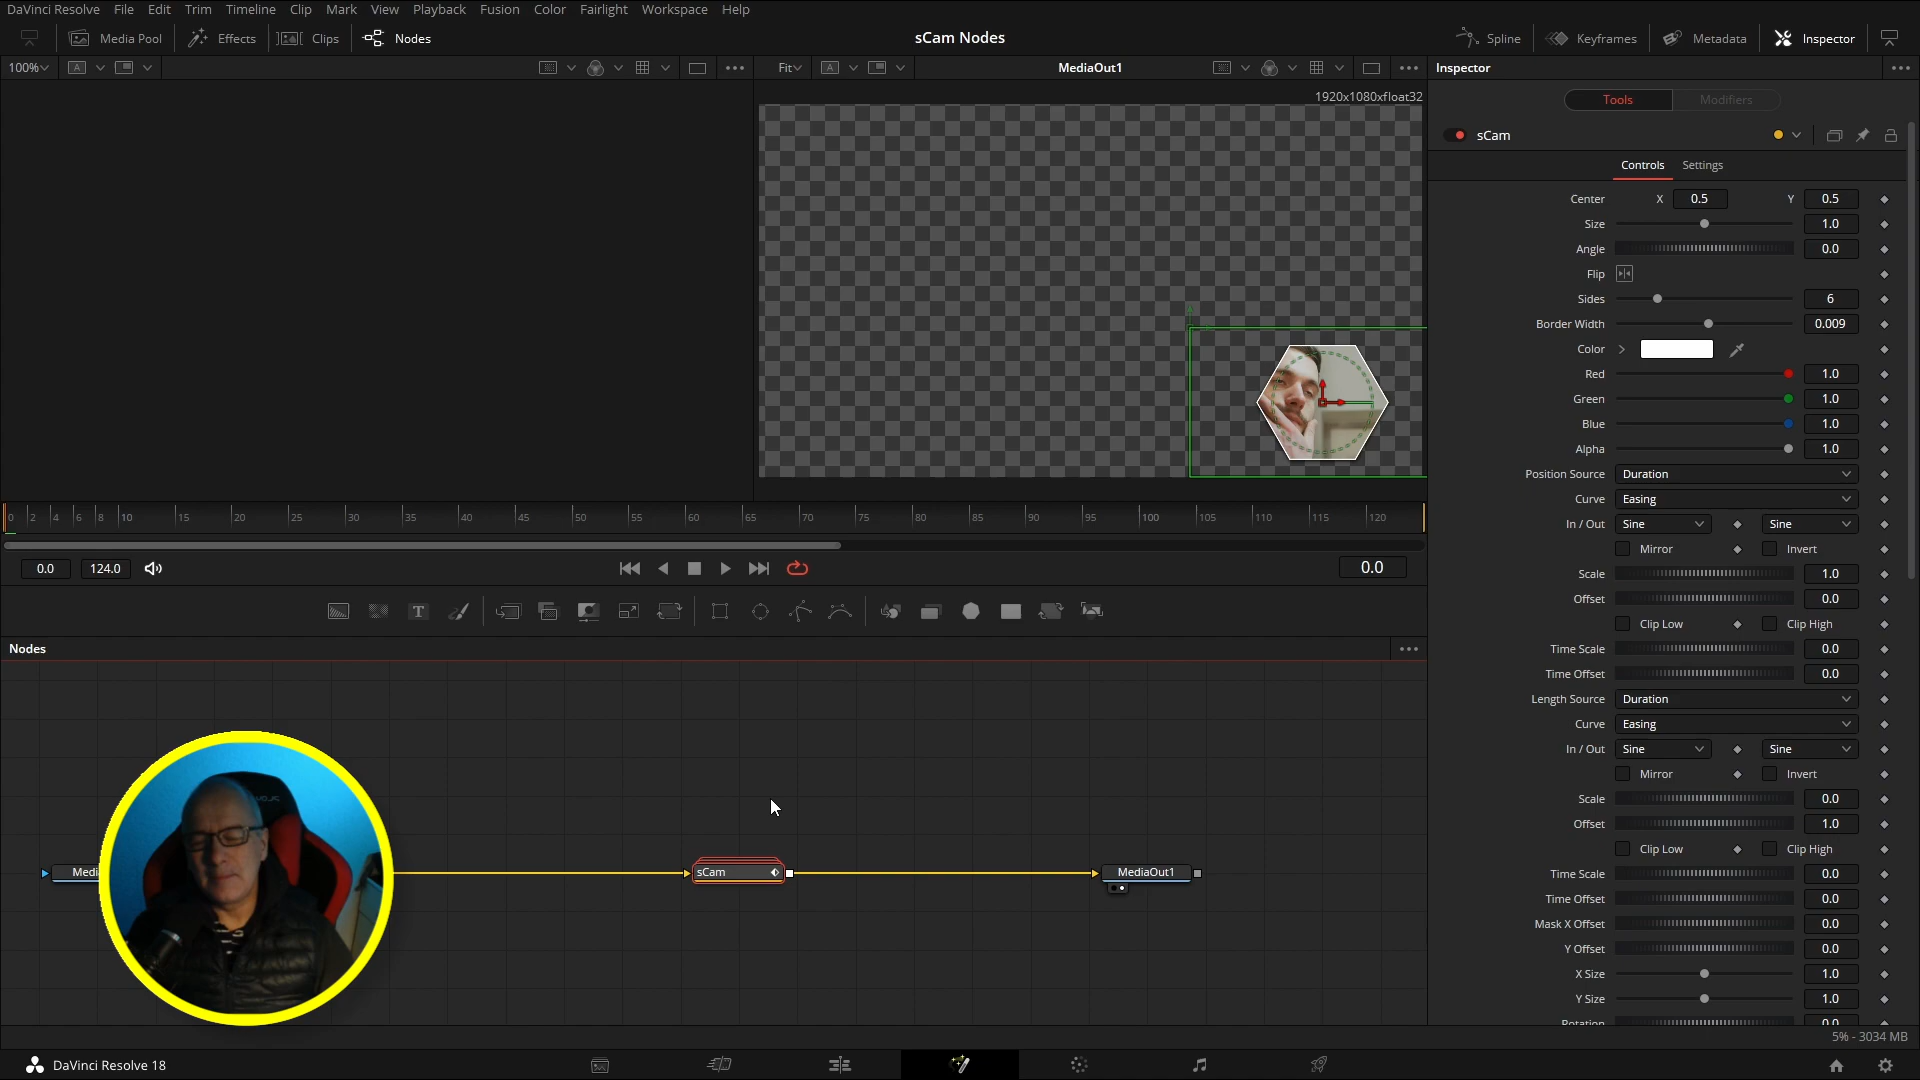 DaVinci Resolve File Edit Trim Timeline Clip Mark View Playback Fusion Color Fairlight Workspace Help
Media Pool Effects Clips Nodes sCam Nodes Spline Keyframes Metadata Inspector
100% A Fit A MediaOut1 Inspector
1920x1080xfloat32
Tools Modifiers
sCam
Controls Settings
Center X 0.5 Y 0.5
Size 1.0
Angle 0.0
Flip
Sides 6
Border Width 0.009
Color
Red 1.0
Green 1.0
Blue 1.0
Alpha 1.0
Position Source Duration
Curve Easing
In / Out Sine Sine
Mirror Invert
Scale 1.0
Offset 0.0
Clip Low Clip High
Time Scale 0.0
Time Offset 0.0
Length Source Duration
Curve Easing
In / Out Sine Sine
Mirror Invert
Scale 0.0
Offset 1.0
Clip Low Clip High
Time Scale 0.0
Time Offset 0.0
Mask X Offset 0.0
Y Offset 0.0
X Size 1.0
Y Size 1.0
Rotation 0.0
0 2 4 6 8 10 15 20 25 30 35 40 45 50 55 60 65 70 75 80 85 90 95 100 105 110 115 120
0.0 124.0 0.0
T
Nodes
Medi sCam MediaOut1
5% - 3034 MB
DaVinci Resolve 18